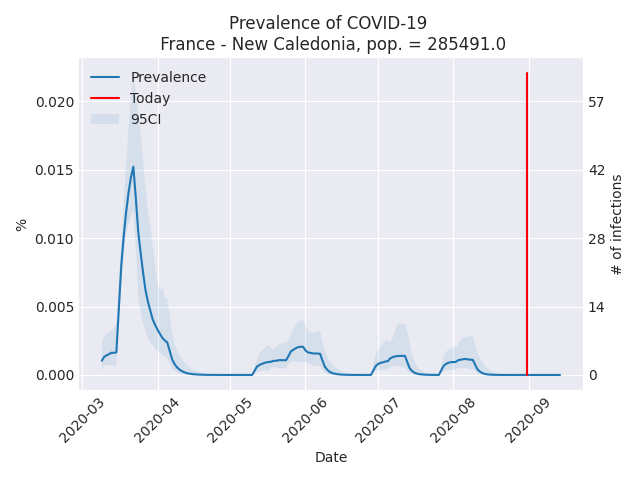 Prevalence of COVID-19
France - New Caledonia, pop. = 285491.0
Prevalence
Today
95CI
0.020
0.015
0.010
0.005
0.000
%
57
42
28
14
0
# of infections
2020-03
2020-04
2020-05
2020-06
2020-07
2020-08
2020-09
Date